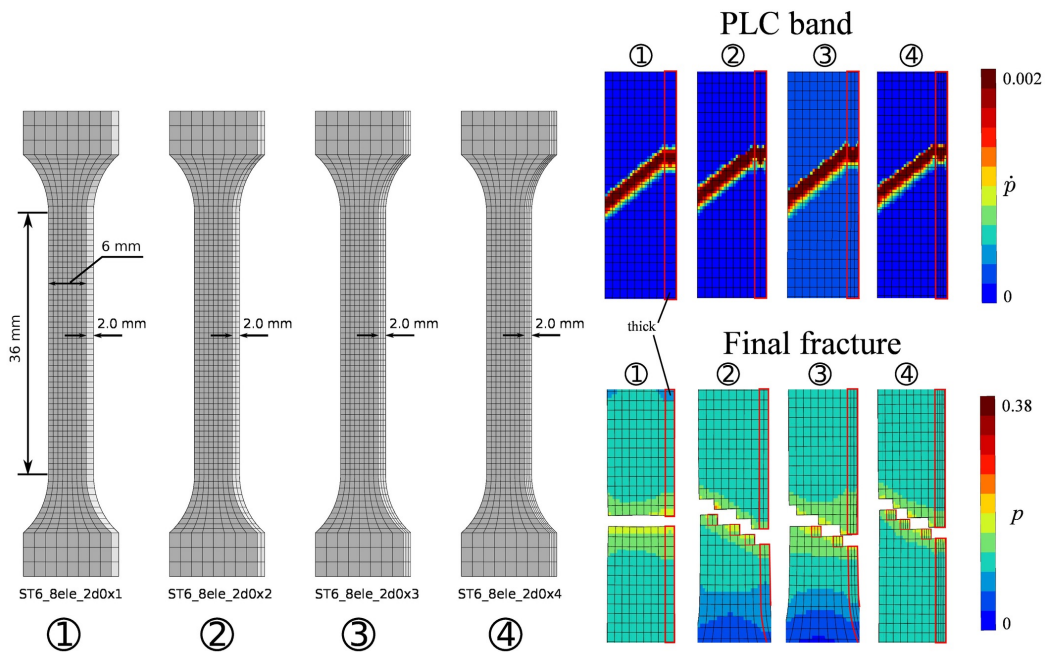 PLC band
① ② ③ ④
0.002
ṗ
0
6 mm
36 mm
2.0 mm 2.0 mm 2.0 mm 2.0 mm
thick
Final fracture
① ② ③ ④
0.38
p
0
ST6_8ele_2d0x1 ST6_8ele_2d0x2 ST6_8ele_2d0x3 ST6_8ele_2d0x4
① ② ③ ④